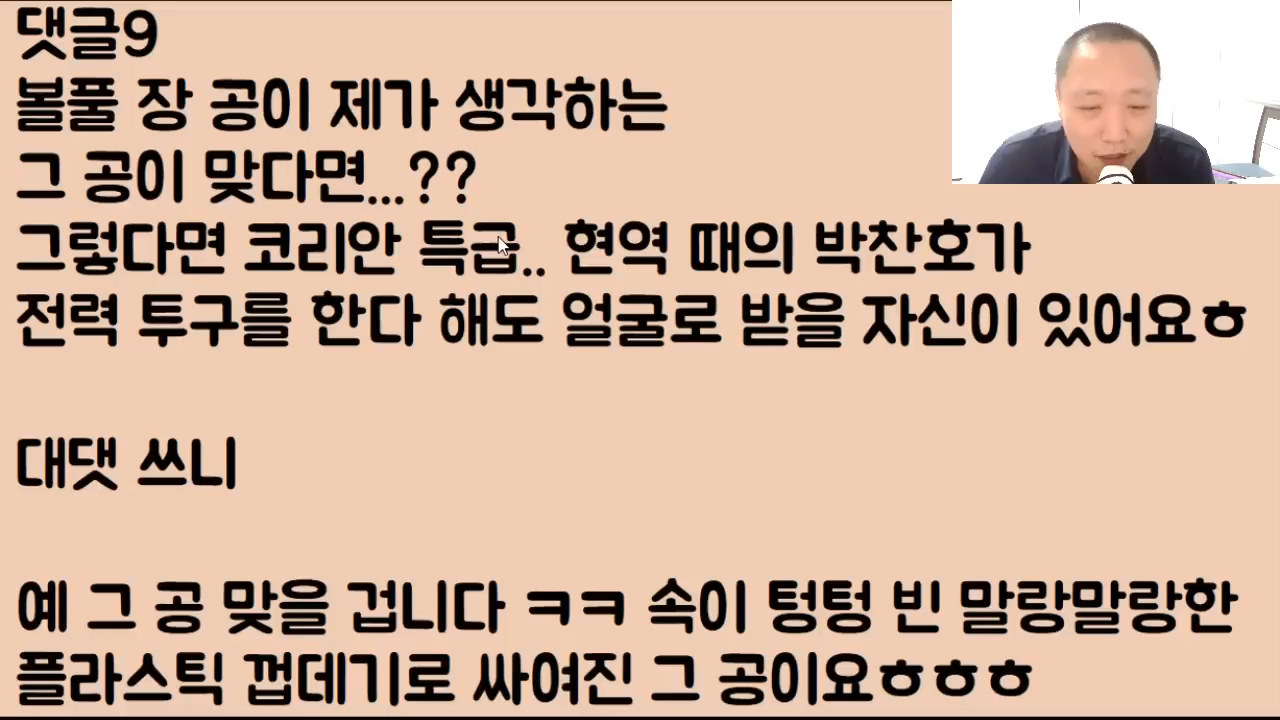 댓글9
볼풀 장 공이 제가 생각하는
그 공이 맞다면...??
그렇다면 코리안 특급.. 현역 때의 박찬호가
전력 투구를 한다 해도 얼굴로 받을 자신이 있어요ㅎ
대댓 쓰니
예 그 공 맞을 겁니다 ㅋㅋ 속이 텅텅 빈 말랑말랑한
플라스틱 껍데기로 싸여진 그 공이요ㅎㅎㅎ